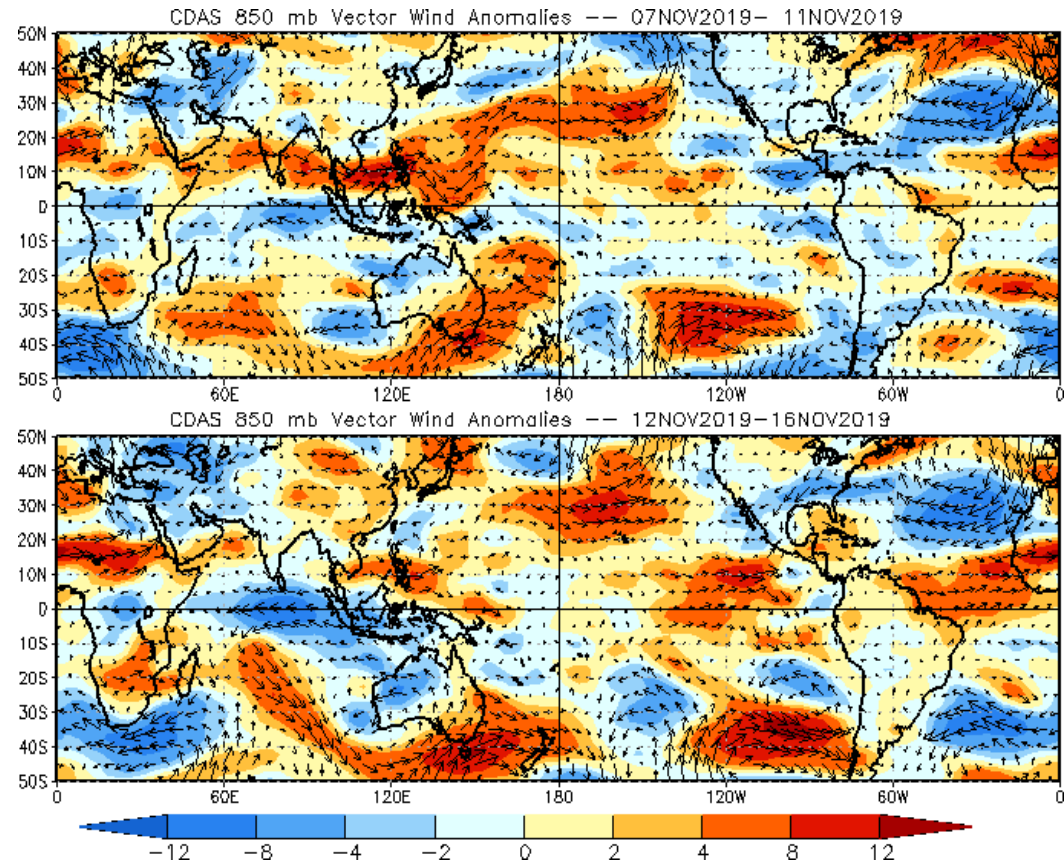 CDAS 850 mb Vector Wind Anomalies -- 07NOV2019- 11NOV2019
50N
40N
30N
20N
10N
0
10S
20S
30S
40S
50S
0 60E 120E 180 120W 60W 0
CDAS 850 mb Vector Wind Anomalies -- 12NOV2019-16NOV2019
50N
40N
30N
20N
10N
0
10S
20S
30S
40S
50S
0 60E 120E 180 120W 60W 0
-12 -8 -4 -2 0 2 4 8 12